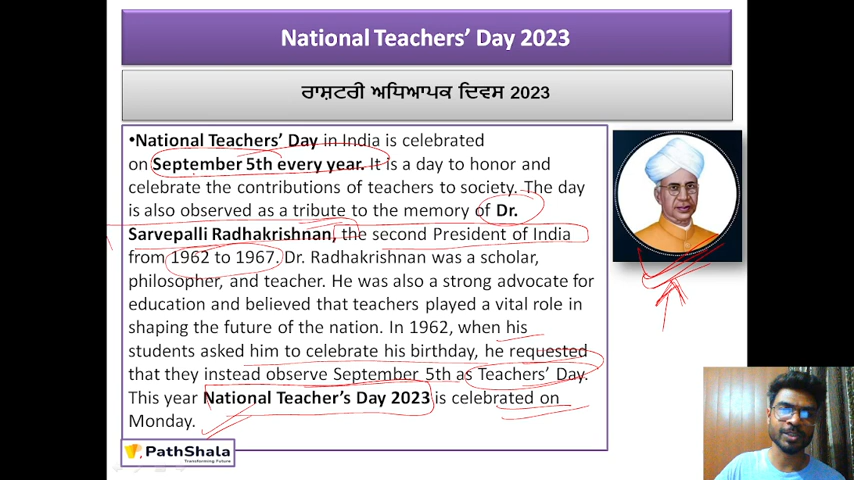 National Teachers' Day 2023
ਰਾਸ਼ਟਰੀ ਅਧਿਆਪਕ ਦਿਵਸ 2023
•National Teachers' Day in India is celebrated
on September 5th every year. It is a day to honor and
celebrate the contributions of teachers to society. The day
is also observed as a tribute to the memory of Dr.
Sarvepalli Radhakrishnan, the second President of India
from 1962 to 1967. Dr. Radhakrishnan was a scholar,
philosopher, and teacher. He was also a strong advocate for
education and believed that teachers played a vital role in
shaping the future of the nation. In 1962, when his
students asked him to celebrate his birthday, he requested
that they instead observe September 5th as Teachers' Day.
This year National Teacher's Day 2023 is celebrated on
Monday.
PathShala
Transforming Future